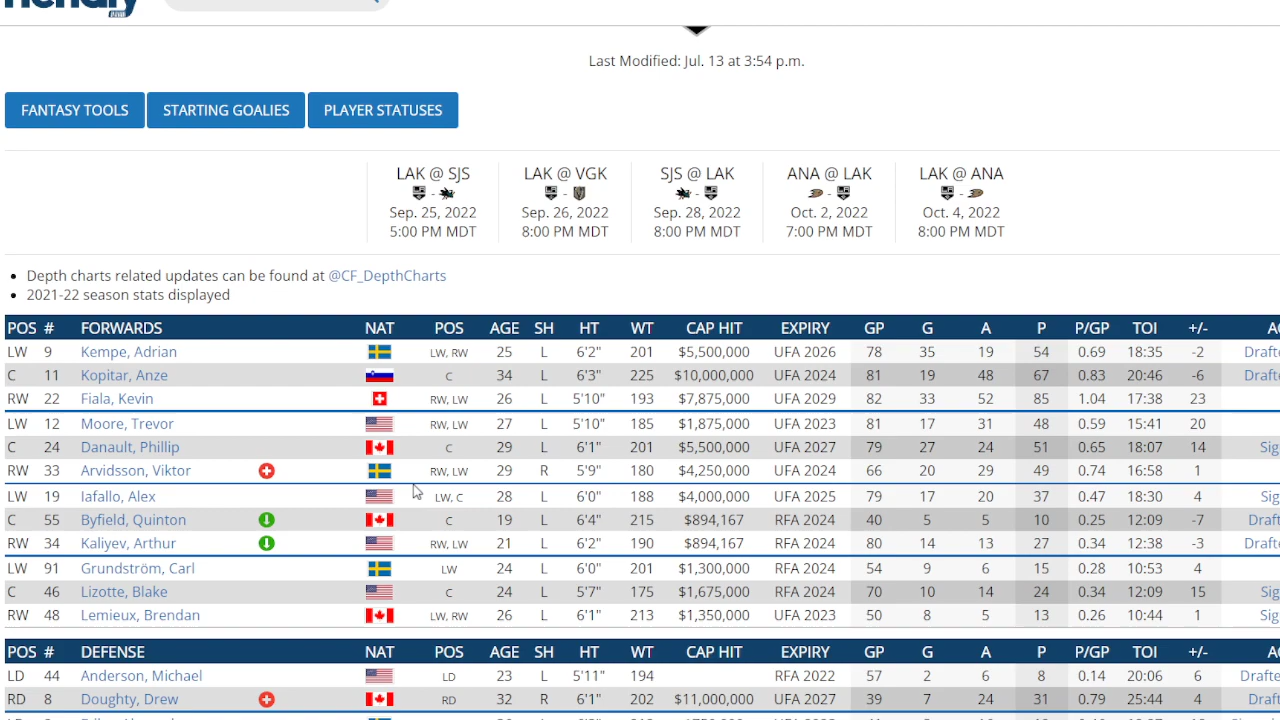 Last Modified: Jul. 13 at 3:54 p.m.
FANTASY TOOLS STARTING GOALIES PLAYER STATUSES
LAK @ SJS LAK @ VGK SJS @ LAK ANA @ LAK LAK @ ANA
- - - - -
Sep. 25, 2022 Sep. 26, 2022 Sep. 28, 2022 Oct. 2, 2022 Oct. 4, 2022
5:00 PM MDT 8:00 PM MDT 8:00 PM MDT 7:00 PM MDT 8:00 PM MDT
• Depth charts related updates can be found at @CF_DepthCharts
• 2021-22 season stats displayed
POS # FORWARDS NAT POS AGE SH HT WT CAP HIT EXPIRY GP G A P P/GP TOI +/-
LW 9 Kempe, Adrian LW, RW 25 L 6'2" 201 $5,500,000 UFA 2026 78 35 19 54 0.69 18:35 -2 Drafte
C 11 Kopitar, Anze C 34 L 6'3" 225 $10,000,000 UFA 2024 81 19 48 67 0.83 20:46 -6 Drafte
RW 22 Fiala, Kevin RW, LW 26 L 5'10" 193 $7,875,000 UFA 2029 82 33 52 85 1.04 17:38 23
LW 12 Moore, Trevor RW, LW 27 L 5'10" 185 $1,875,000 UFA 2023 81 17 31 48 0.59 15:41 20
C 24 Danault, Phillip C 29 L 6'1" 201 $5,500,000 UFA 2027 79 27 24 51 0.65 18:07 14 Sig
RW 33 Arvidsson, Viktor RW, LW 29 R 5'9" 180 $4,250,000 UFA 2024 66 20 29 49 0.74 16:58 1
LW 19 Iafallo, Alex LW, C 28 L 6'0" 188 $4,000,000 UFA 2025 79 17 20 37 0.47 18:30 4 Sig
C 55 Byfield, Quinton C 19 L 6'4" 215 $894,167 RFA 2024 40 5 5 10 0.25 12:09 -7 Draft
RW 34 Kaliyev, Arthur RW, LW 21 L 6'2" 190 $894,167 RFA 2024 80 14 13 27 0.34 12:38 -3 Drafte
LW 91 Grundström, Carl LW 24 L 6'0" 201 $1,300,000 RFA 2024 54 9 6 15 0.28 10:53 4
C 46 Lizotte, Blake C 24 L 5'7" 175 $1,675,000 RFA 2024 70 10 14 24 0.34 12:09 15 Sig
RW 48 Lemieux, Brendan LW, RW 26 L 6'1" 213 $1,350,000 UFA 2023 50 8 5 13 0.26 10:44 1
POS # DEFENSE NAT POS AGE SH HT WT CAP HIT EXPIRY GP G A P P/GP TOI +/-
LD 44 Anderson, Michael LD 23 L 5'11" 194 RFA 2022 57 2 6 8 0.14 20:06 6 Drafte
RD 8 Doughty, Drew RD 32 R 6'1" 202 $11,000,000 UFA 2027 39 7 24 31 0.79 25:44 4 Draft